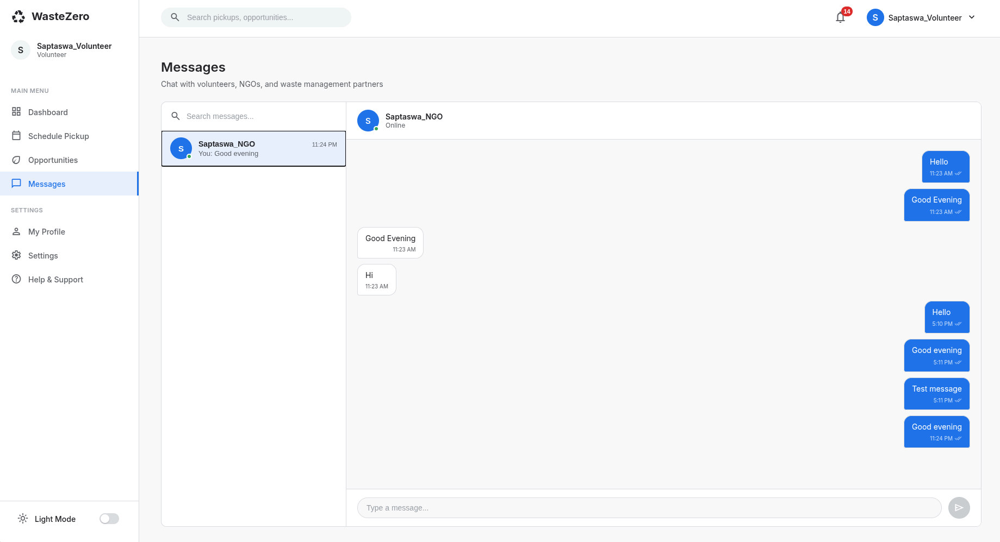 WasteZero
S
Saptaswa_Volunteer
Volunteer
MAIN MENU
Dashboard
Schedule Pickup
Opportunities
Messages
SETTINGS
My Profile
Settings
Help & Support
Light Mode
Search pickups, opportunities...
14
S
Saptaswa_Volunteer
Messages
Chat with volunteers, NGOs, and waste management partners
Search messages...
S
Saptaswa_NGO
11:24 PM
You: Good evening
S
Saptaswa_NGO
Online
Hello
11:23 AM
Good Evening
11:23 AM
Good Evening
11:23 AM
Hi
11:23 AM
Hello
5:10 PM
Good evening
5:11 PM
Test message
5:11 PM
Good evening
11:24 PM
Type a message...